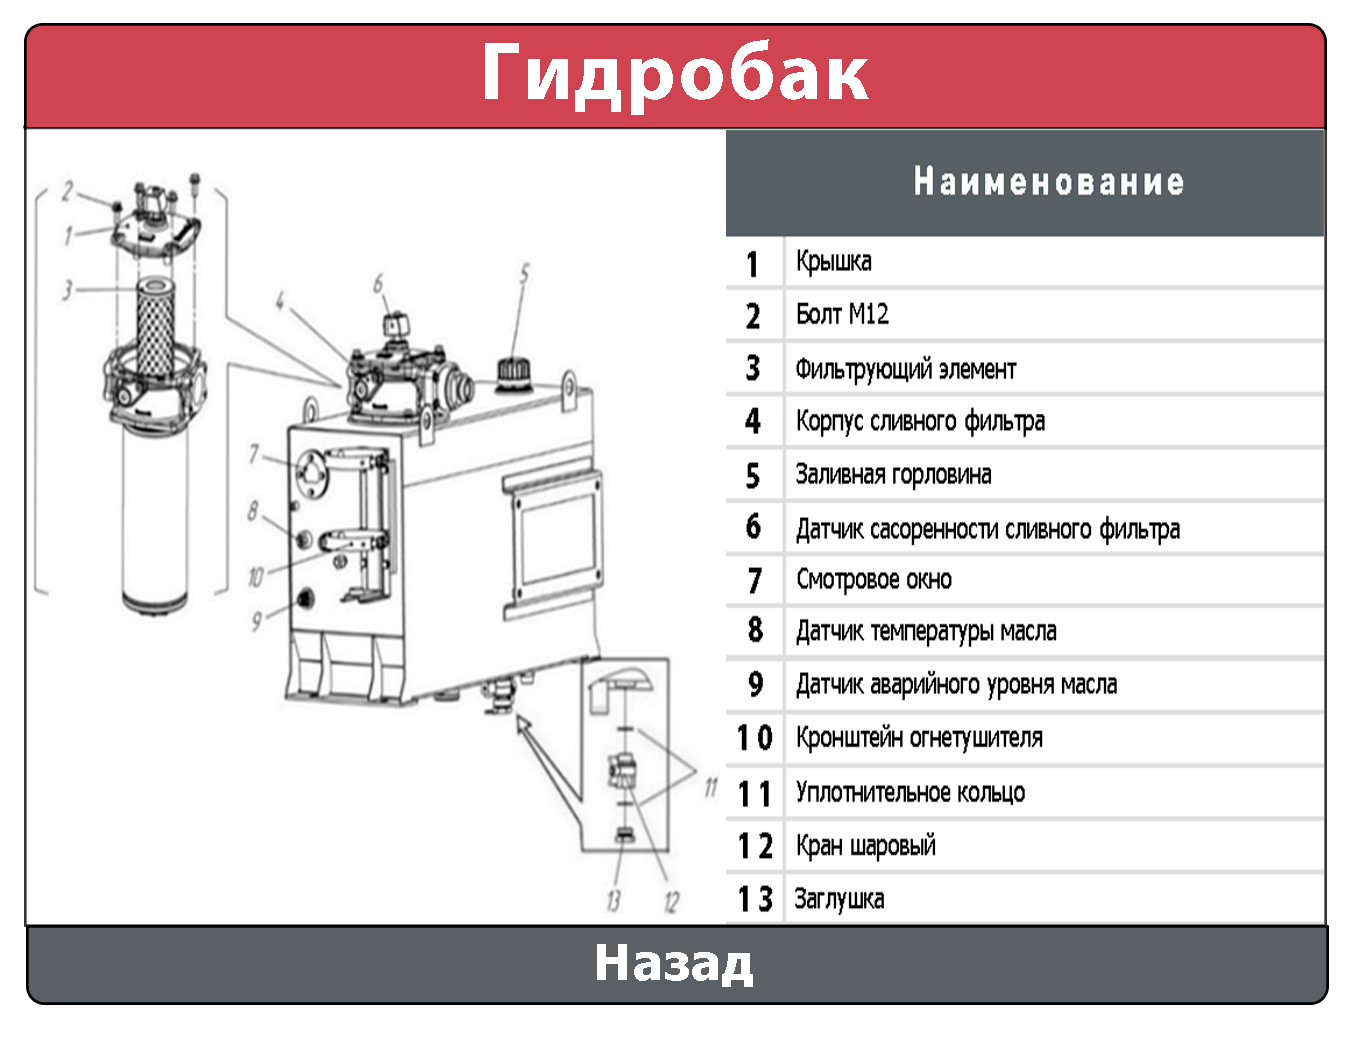 Гидробак
2
1
3
4
6
5
7
8
10
9
11
13
12
Наименование
1 Крышка
2 Болт М12
3 Фильтрующий элемент
4 Корпус сливного фильтра
5 Заливная горловина
6 Датчик сасоренности сливного фильтра
7 Смотровое окно
8 Датчик температуры масла
9 Датчик аварийного уровня масла
10 Кронштейн огнетушителя
11 Уплотнительное кольцо
12 Кран шаровый
13 Заглушка
Назад